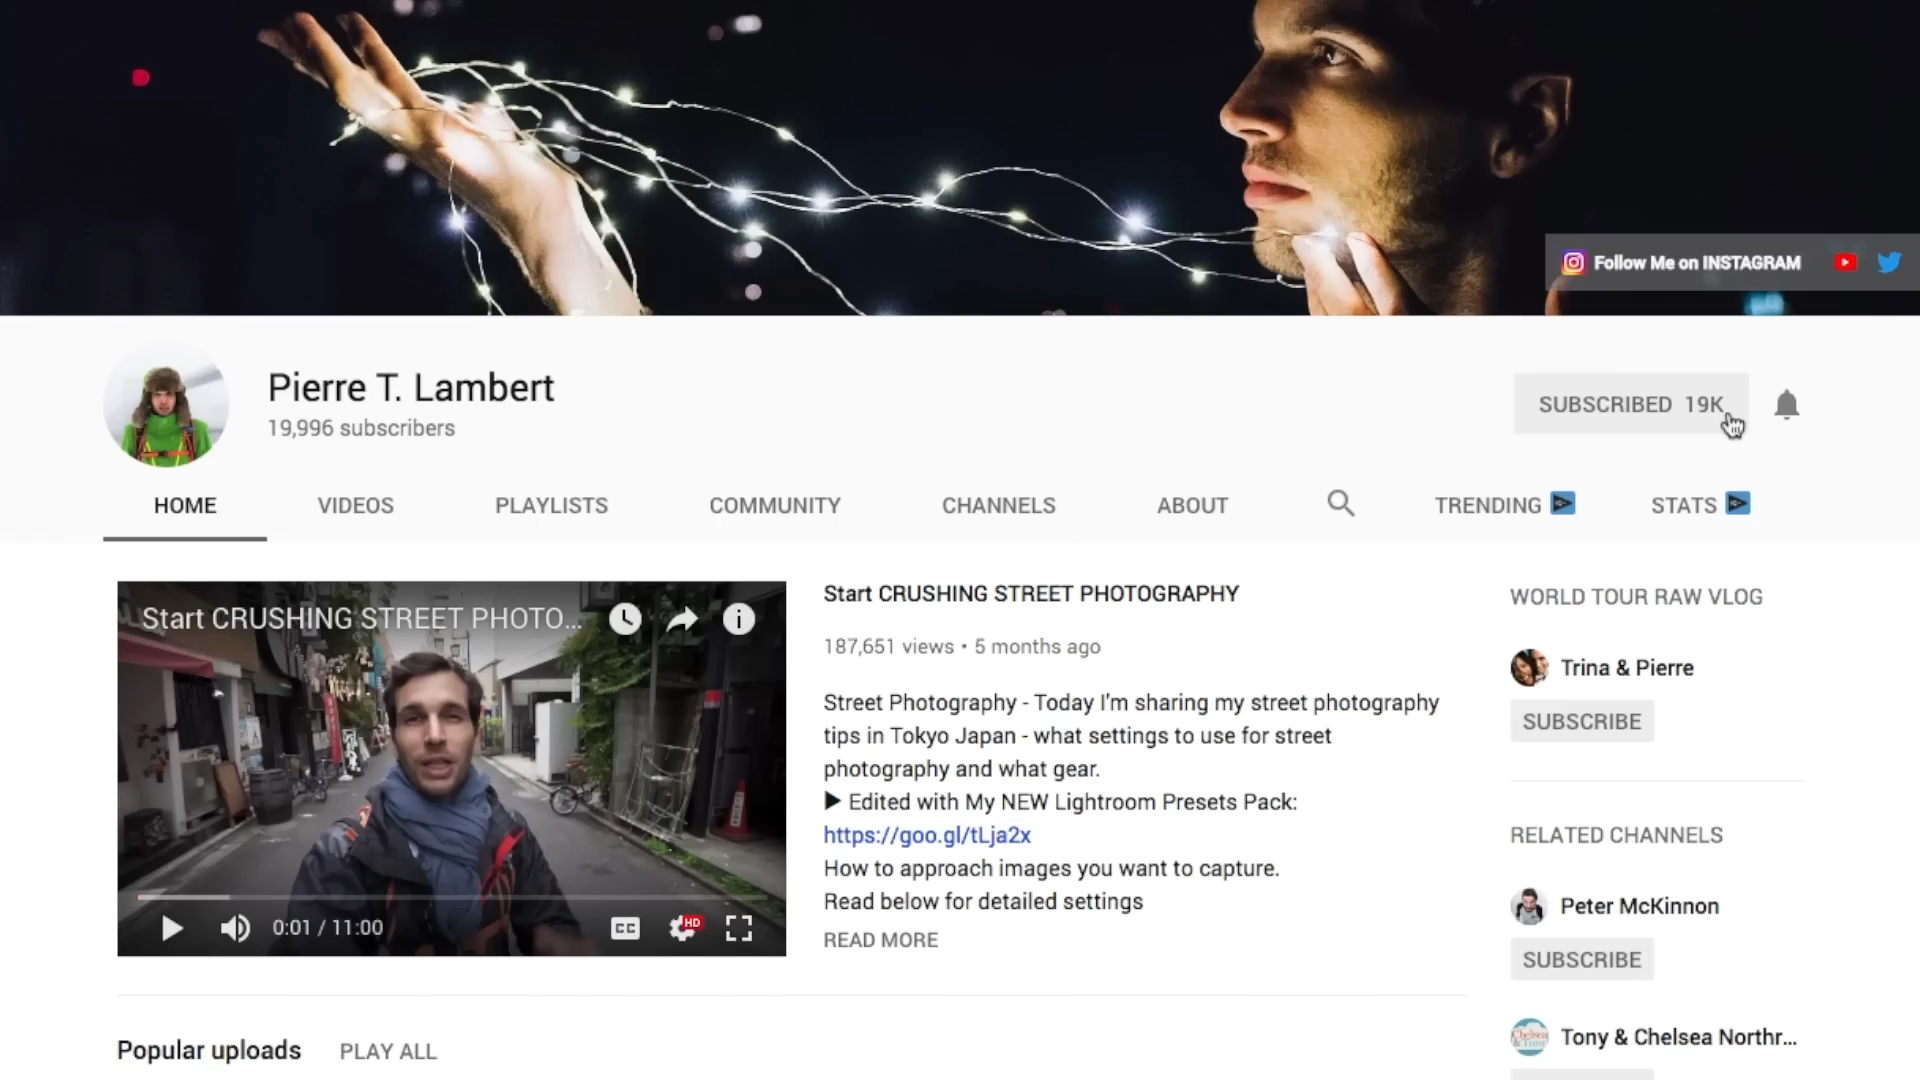 Follow Me on INSTAGRAM
Pierre T. Lambert
19,996 subscribers
SUBSCRIBED 19K
HOME
VIDEOS
PLAYLISTS
COMMUNITY
CHANNELS
ABOUT
TRENDING
STATS
Start CRUSHING STREET PHOTO...
0:01 / 11:00
CC
HD
Start CRUSHING STREET PHOTOGRAPHY
187,651 views • 5 months ago
Street Photography - Today I'm sharing my street photography
tips in Tokyo Japan - what settings to use for street
photography and what gear.
► Edited with My NEW Lightroom Presets Pack:
https://goo.gl/tLja2x
How to approach images you want to capture.
Read below for detailed settings
READ MORE
WORLD TOUR RAW VLOG
Trina & Pierre
SUBSCRIBE
RELATED CHANNELS
Peter McKinnon
SUBSCRIBE
Tony & Chelsea Northr...
Popular uploads
PLAY ALL